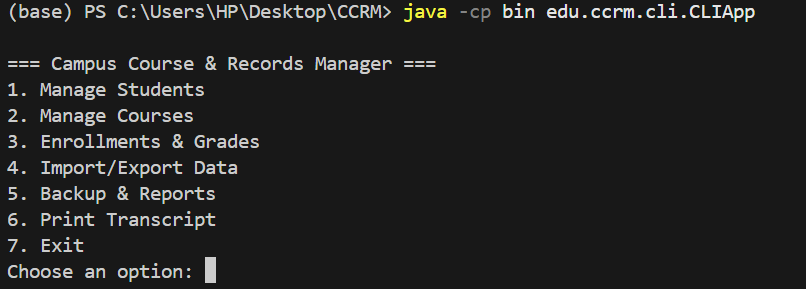 (base) PS C:\Users\HP\Desktop\CCRM> java -cp bin edu.ccrm.cli.CLIApp
=== Campus Course & Records Manager ===
1. Manage Students
2. Manage Courses
3. Enrollments & Grades
4. Import/Export Data
5. Backup & Reports
6. Print Transcript
7. Exit
Choose an option: